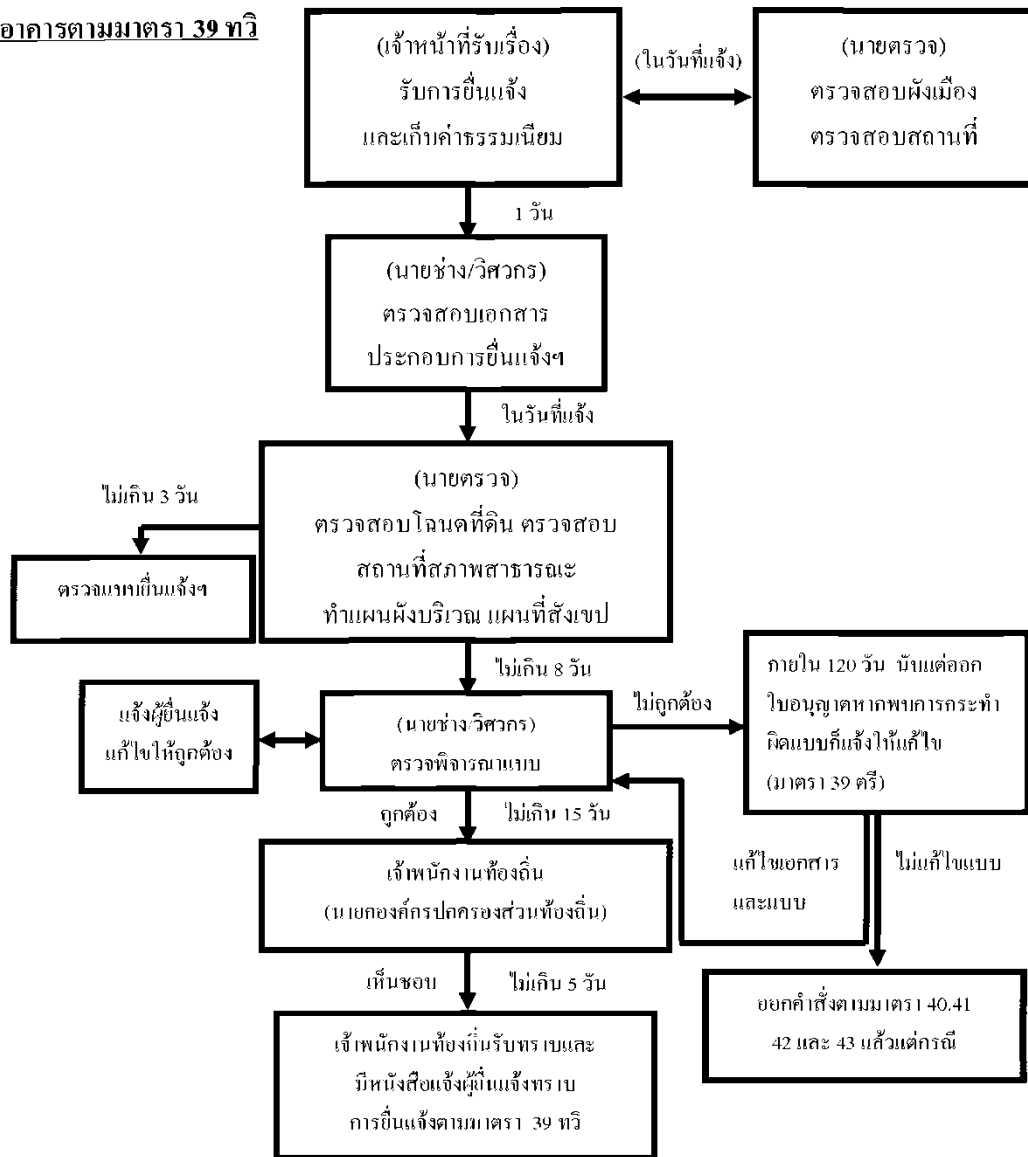 อาคารตามมาตรา 39 ทวิ
(เจ้าหน้าที่รับเรื่อง)
รับการยื่นแจ้ง
และเก็บค่าธรรมเนียม
(ในวันที่แจ้ง)
(นายตรวจ)
ตรวจสอบผังเมือง
ตรวจสอบสถานที่
1 วัน
(นายช่าง/วิศวกร)
ตรวจสอบเอกสาร
ประกอบการยื่นแจ้งฯ
ในวันที่แจ้ง
(นายตรวจ)
ตรวจสอบโฉนดที่ดิน ตรวจสอบ
สถานที่สภาพสาธารณะ
ทำแผนผังบริเวณ แผนที่สังเขป
ไม่เกิน 3 วัน
ตรวจแบบยื่นแจ้งฯ
ไม่เกิน 8 วัน
แจ้งผู้ยื่นแจ้ง
แก้ไขให้ถูกต้อง
(นายช่าง/วิศวกร)
ตรวจพิจารณาแบบ
ไม่ถูกต้อง
ภายใน 120 วัน นับแต่ออก
ใบอนุญาตหากพบการกระทำ
ผิดแบบก็แจ้งให้แก้ไข
(มาตรา 39 ตรี)
ถูกต้อง
ไม่เกิน 15 วัน
แก้ไขเอกสาร
และแบบ
ไม่แก้ไขแบบ
เจ้าพนักงานท้องถิ่น
(นายกองค์กรปกครองส่วนท้องถิ่น)
เห็นชอบ
ไม่เกิน 5 วัน
ออกคำสั่งตามมาตรา 40.41
42 และ 43 แล้วแต่กรณี
เจ้าพนักงานท้องถิ่นรับทราบและ
มีหนังสือแจ้งผู้ยื่นแจ้งทราบ
การยื่นแจ้งตามมาตรา 39 ทวิ